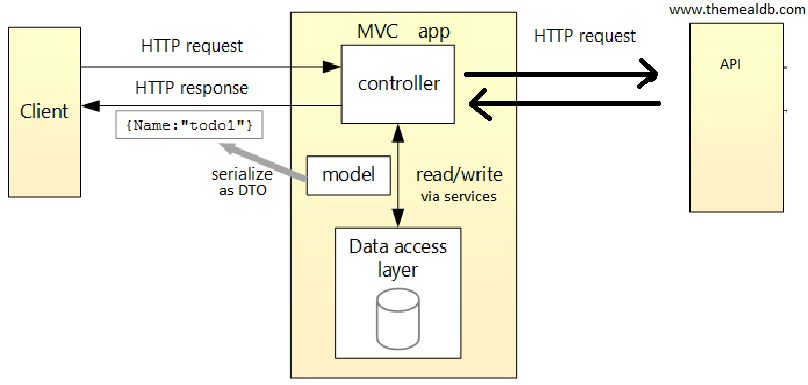 www.themealdb.com
MVC app
HTTP request
HTTP request
controller
API
Client
HTTP response
{Name:"todo1"}
serialize
as DTO
model
read/write
via services
Data access
layer